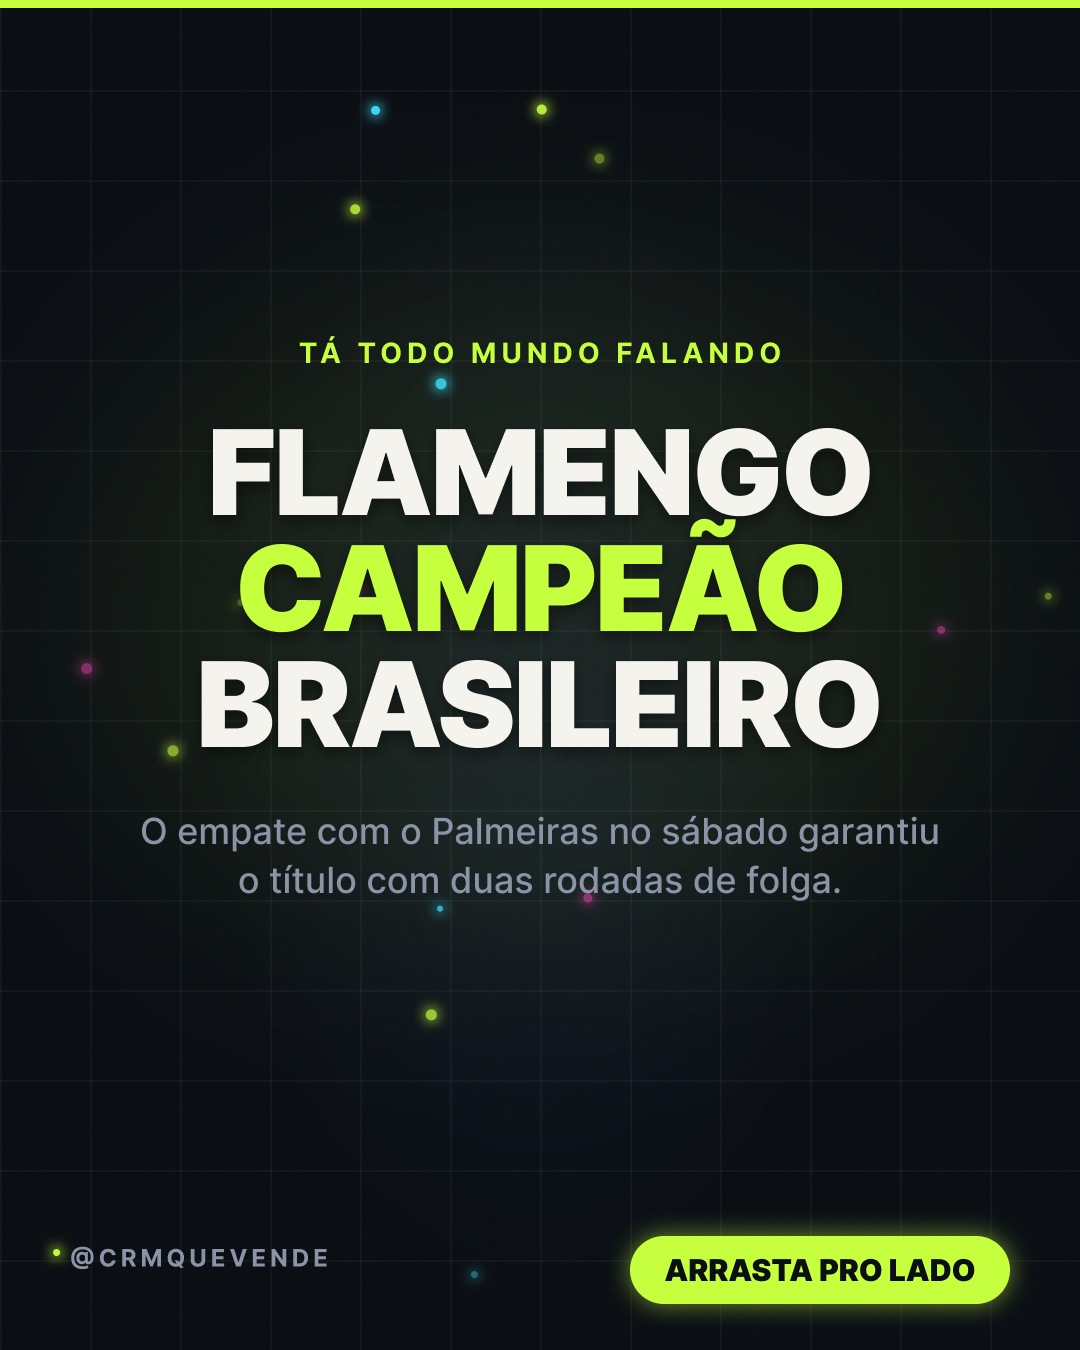 TÁ TODO MUNDO FALANDO
FLAMENGO
CAMPEÃO
BRASILEIRO
O empate com o Palmeiras no sábado garantiu
o título com duas rodadas de folga.
@CRMQUEVENDE
ARRASTA PRO LADO